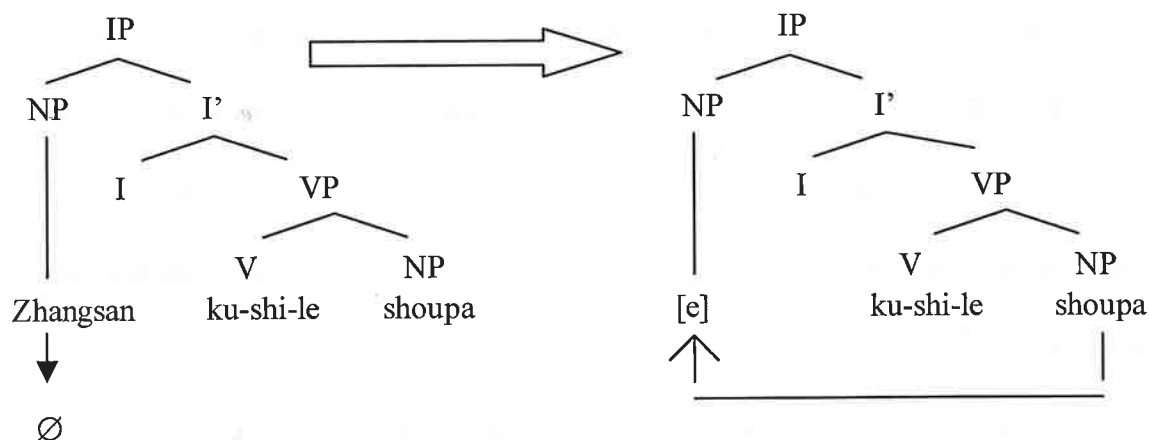 IP IP
NP I’ NP I’
I VP I VP
V NP V NP
Zhangsan ku-shi-le shoupa [e] ku-shi-le shoupa
Ø